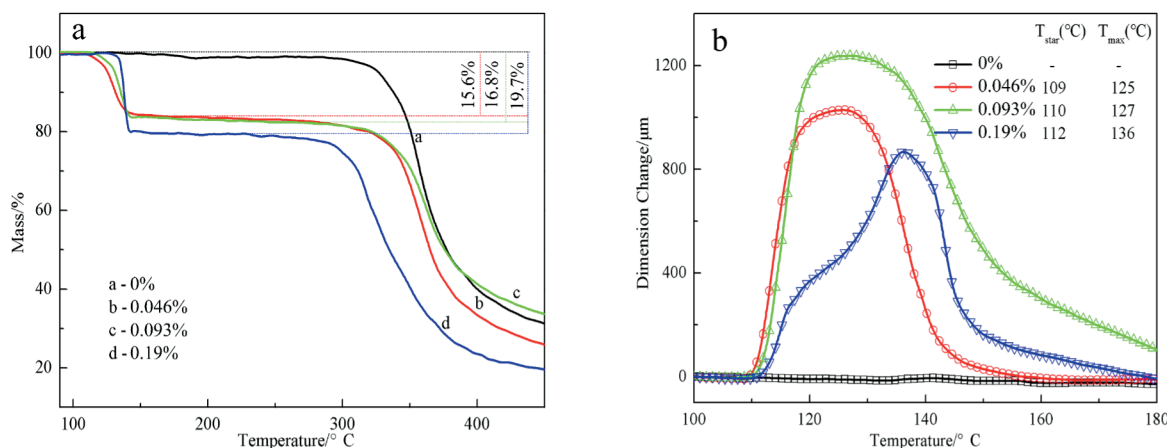 a
100
80
60
40
20
Mass/%
15.6%
16.8%
19.7%
a
b
c
d
a - 0%
b - 0.046%
c - 0.093%
d - 0.19%
100
200
300
400
Temperature/° C
b
1200
800
400
0
Dimension Change/μm
Tstar(°C) Tmax(°C)
0% - -
0.046% 109 125
0.093% 110 127
0.19% 112 136
100
120
140
160
180
Temperature/° C